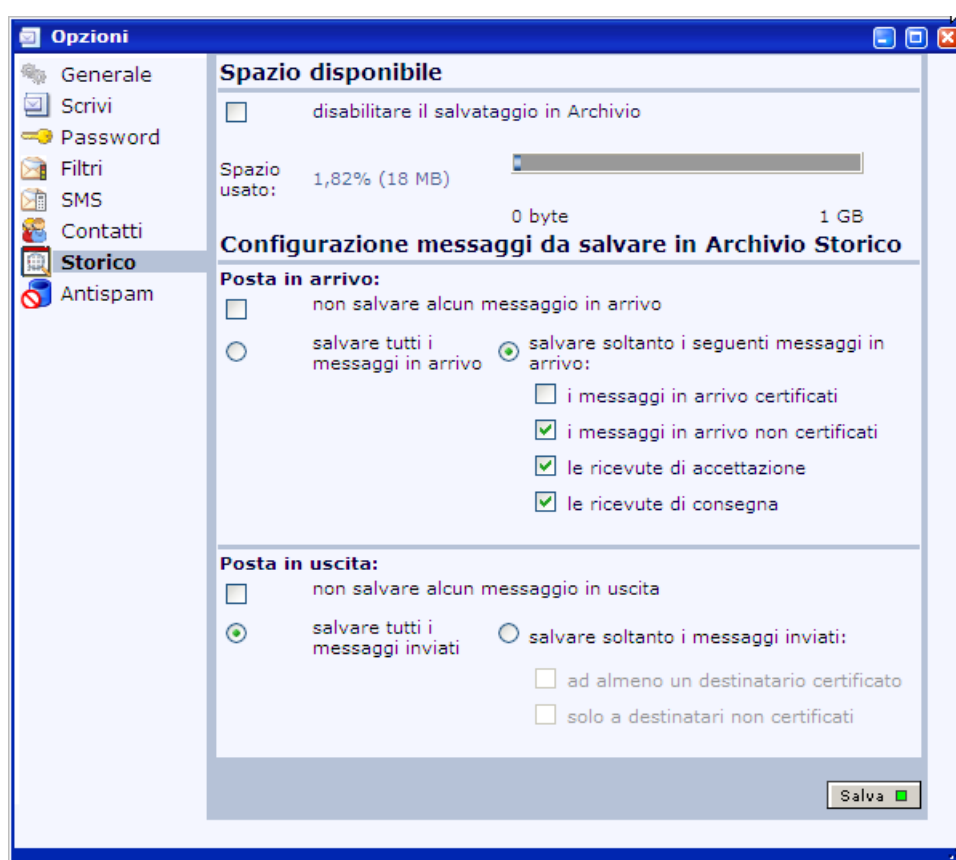 Opzioni
Generale
Scrivi
Password
Filtri
SMS
Contatti
Storico
Antispam
Spazio disponibile
disabilitare il salvataggio in Archivio
Spazio
usato:
1,82% (18 MB)
0 byte
1 GB
Configurazione messaggi da salvare in Archivio Storico
Posta in arrivo:
non salvare alcun messaggio in arrivo
salvare tutti i
messaggi in arrivo
salvare soltanto i seguenti messaggi in
arrivo:
i messaggi in arrivo certificati
i messaggi in arrivo non certificati
le ricevute di accettazione
le ricevute di consegna
Posta in uscita:
non salvare alcun messaggio in uscita
salvare tutti i
messaggi inviati
salvare soltanto i messaggi inviati:
ad almeno un destinatario certificato
solo a destinatari non certificati
Salva